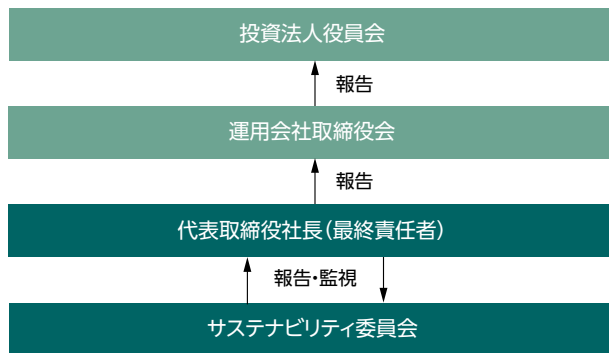 投資法人役員会
報告
運用会社取締役会
報告
代表取締役社長(最終責任者)
報告・監視
サステナビリティ委員会